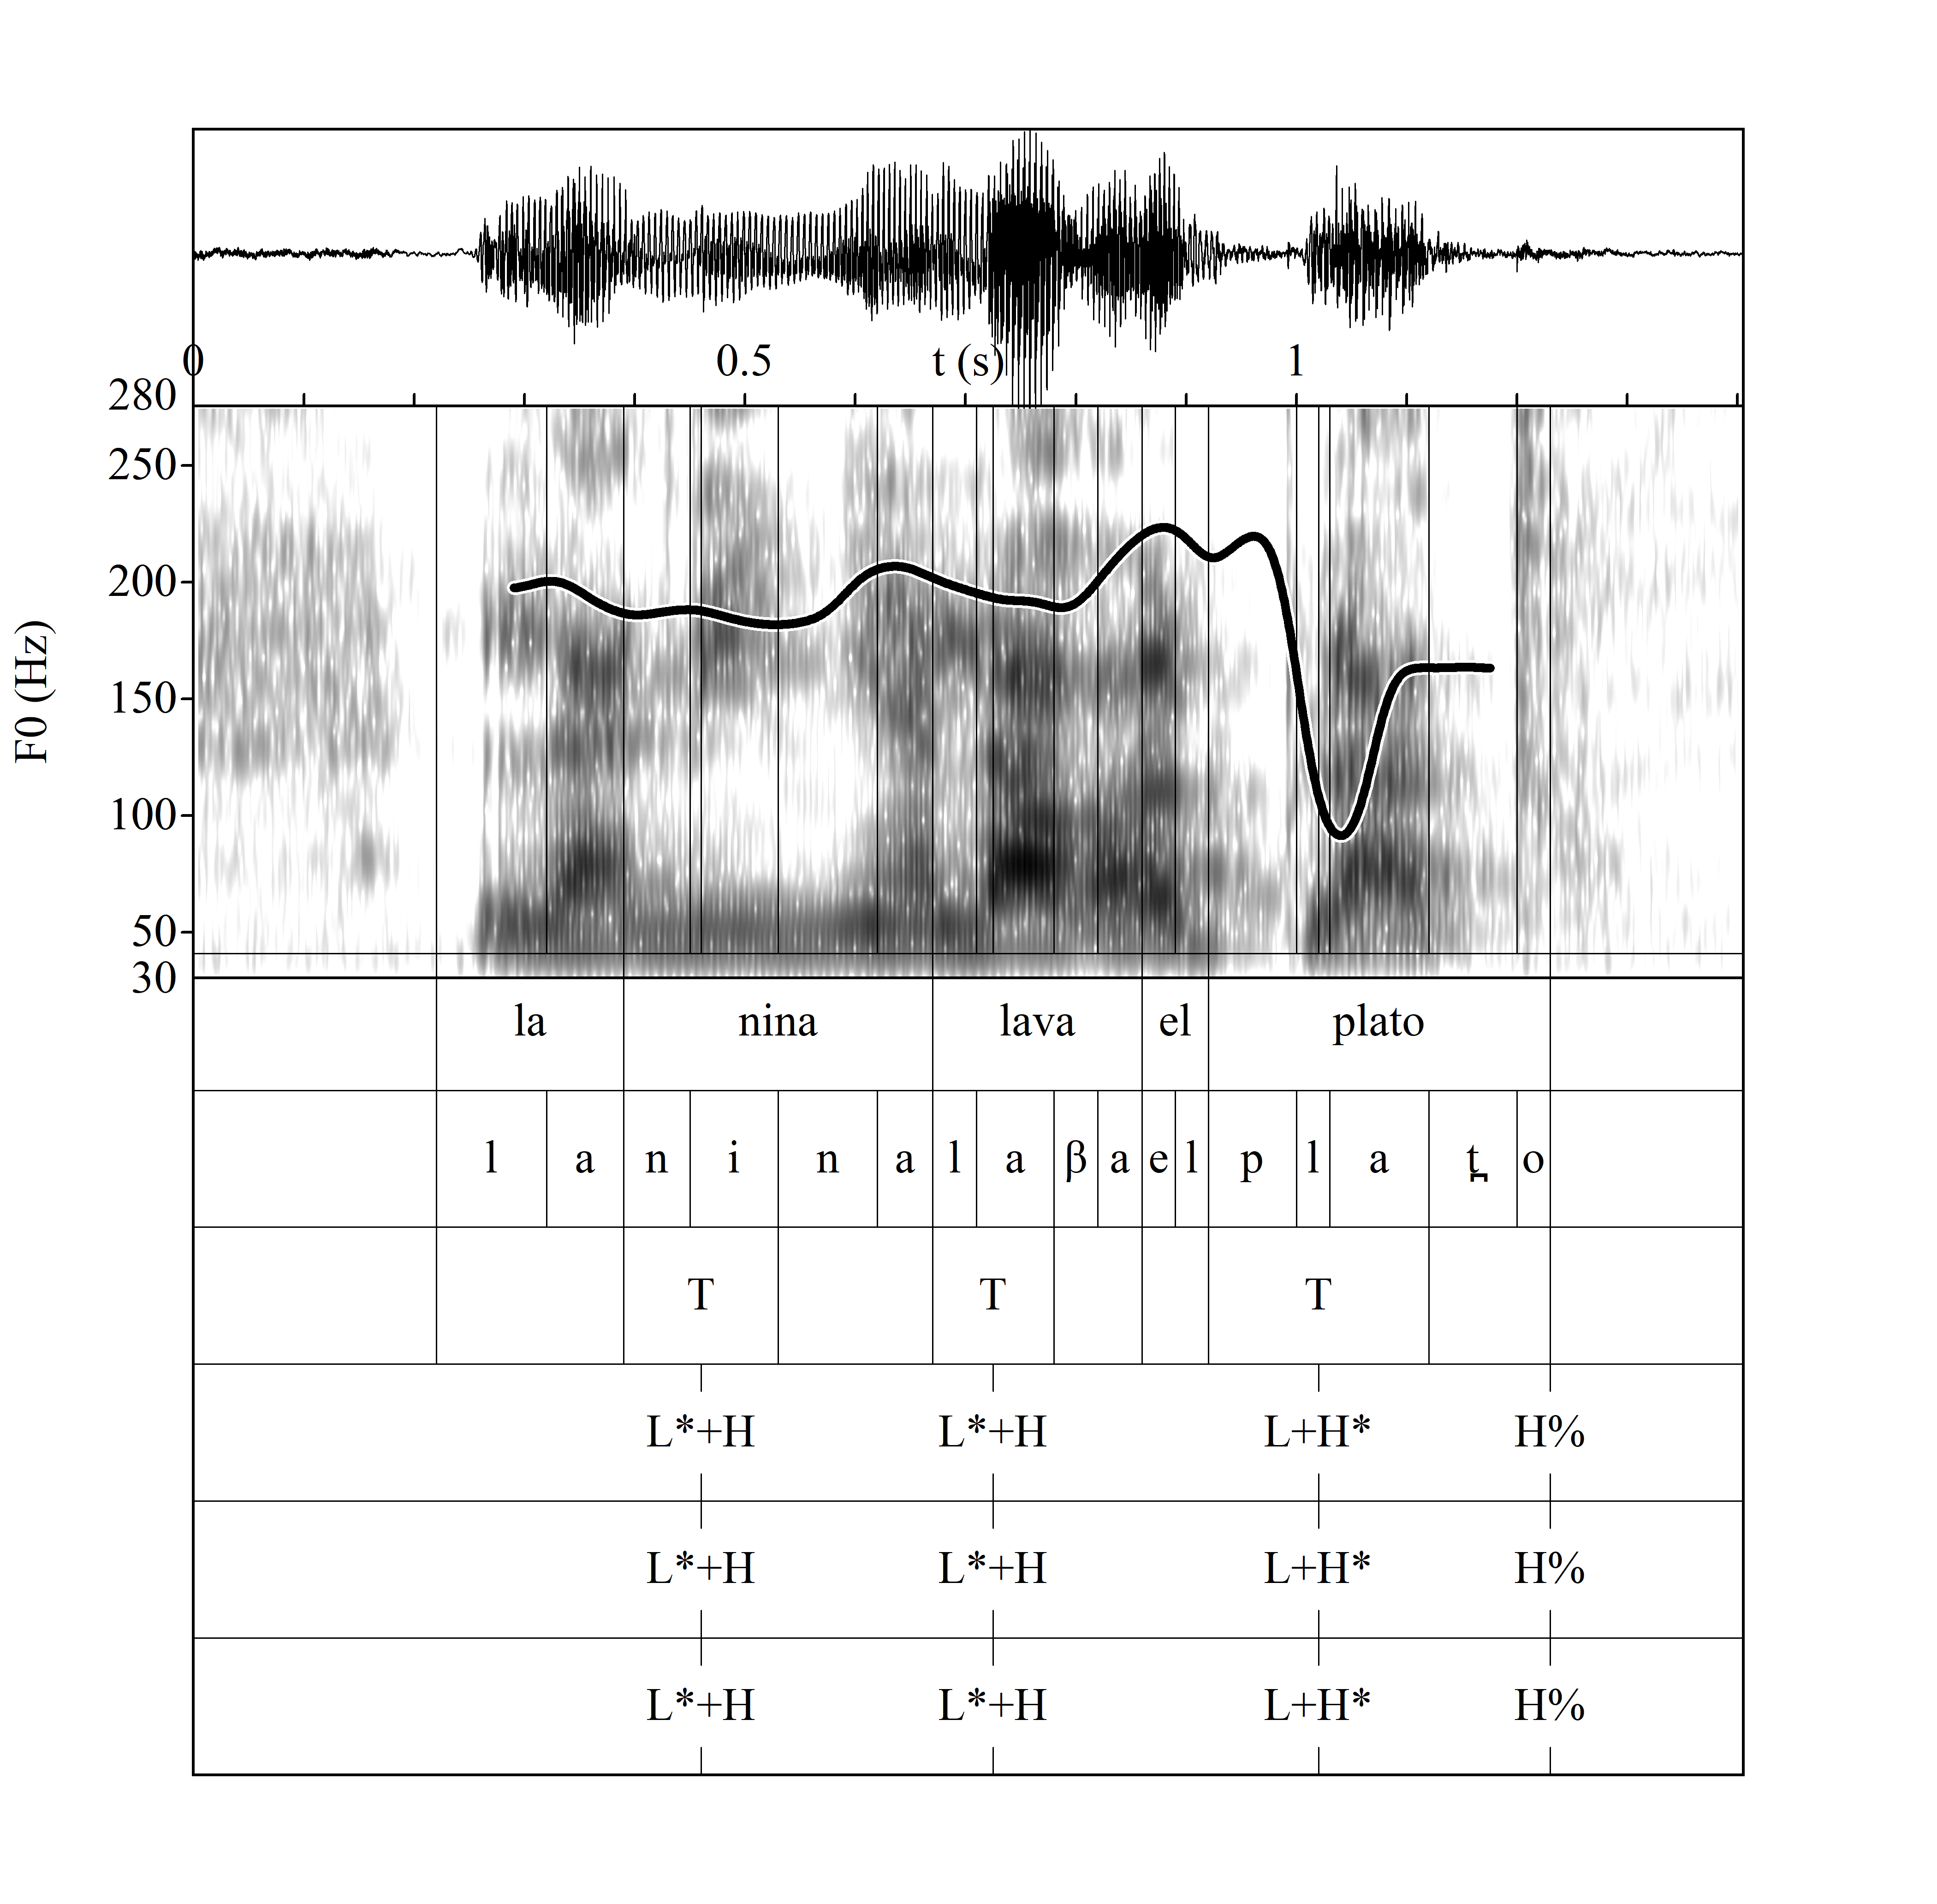 0 0.5 t (s) 1
280
250
200
150
100
50
30
F0 (Hz)
la nina lava el plato
l a n i n a l a β a e l p l a t̪ o
T T T
L*+H L*+H L+H* H%
L*+H L*+H L+H* H%
L*+H L*+H L+H* H%